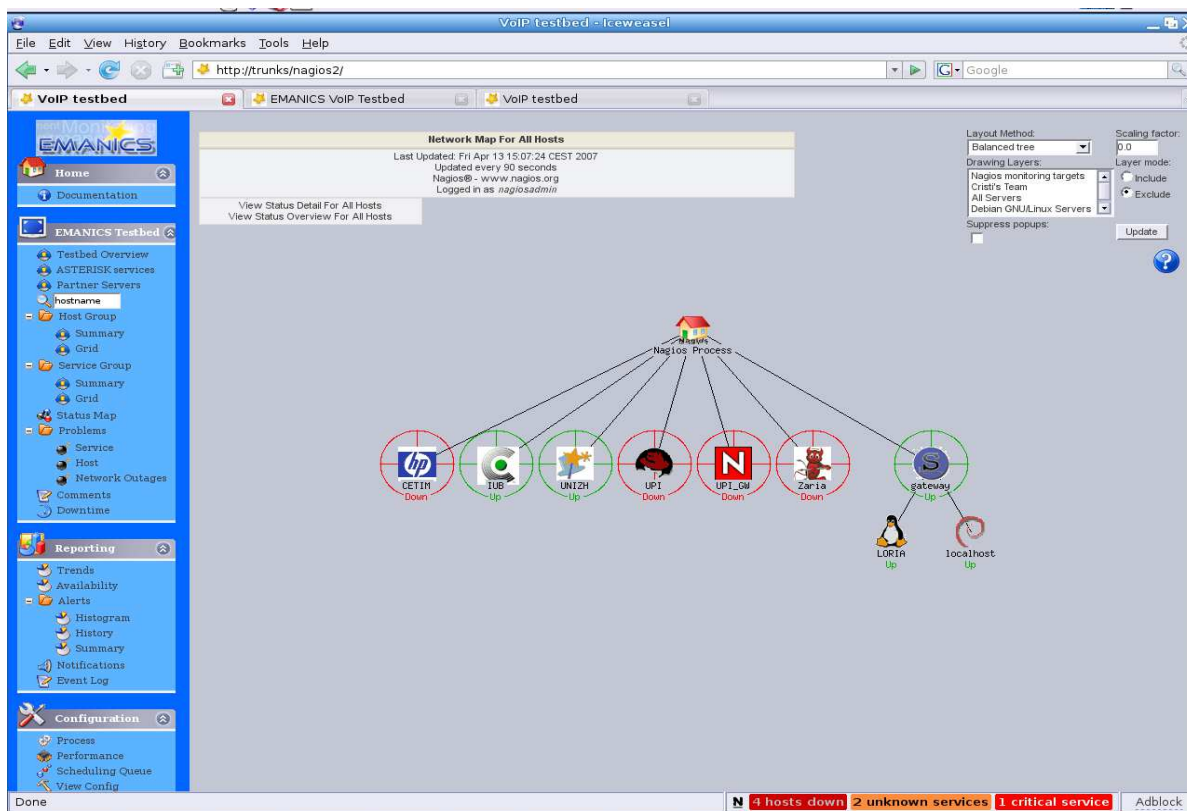 VoIP testbed - Iceweasel
File Edit View History Bookmarks Tools Help
http://trunks/nagios2/
Google
VoIP testbed
EMANICS VoIP Testbed
VoIP testbed
EMANICS
Home
Documentation
EMANICS Testbed
Testbed Overview
ASTERISK services
Partner Servers
hostname
Host Group
Summary
Grid
Service Group
Summary
Grid
Status Map
Problems
Service
Host
Network Outages
Comments
Downtime
Reporting
Trends
Availability
Alerts
Histogram
History
Summary
Notifications
Event Log
Configuration
Process
Performance
Scheduling Queue
View Config
Network Map For All Hosts
Last Updated: Fri Apr 13 15:07:24 CEST 2007
Updated every 90 seconds
Nagios® - www.nagios.org
Logged in as nagiosadmin
View Status Detail For All Hosts
View Status Overview For All Hosts
Layout Method:
Balanced tree
Scaling factor:
0.0
Drawing Layers:
Nagios monitoring targets
Cristi's Team
All Servers
Debian GNU/Linux Servers
Layer mode:
Include
Exclude
Suppress popups:
Update
Nagios Process
CETIM
Down
IUB
Up
UNIZH
Up
UPI
Down
UPI_GW
Down
Zaria
Down
gateway
Up
LORIA
Up
localhost
Up
Done
N 4 hosts down 2 unknown services 1 critical service
Adblock